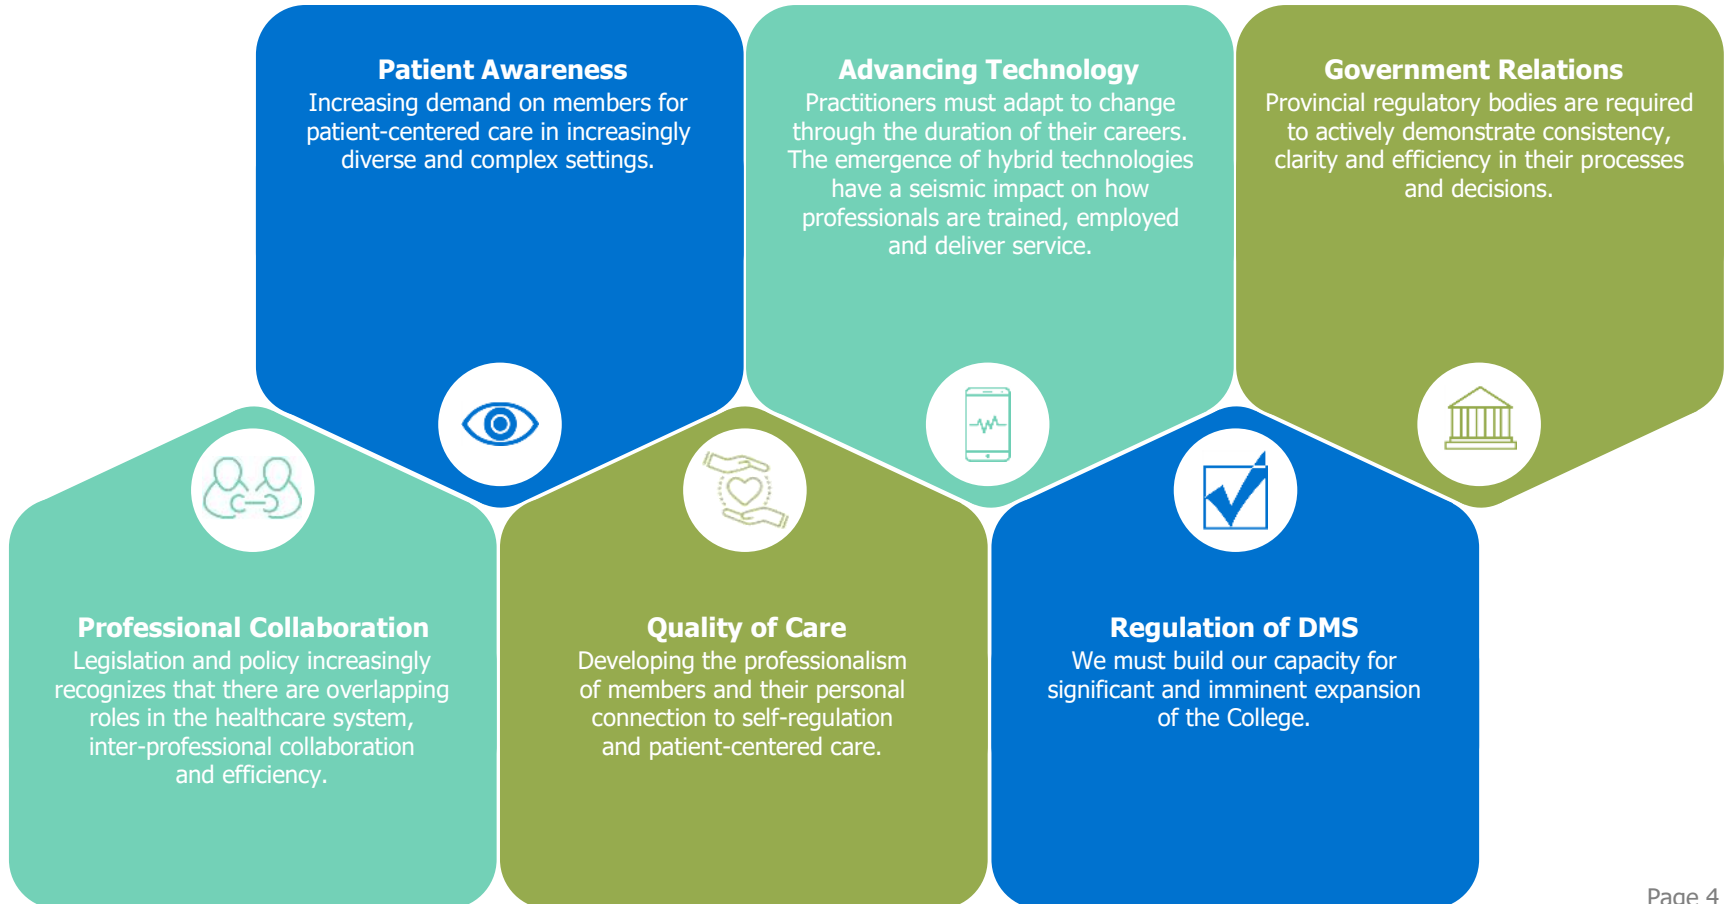 Patient Awareness
Increasing demand on members for
patient-centered care in increasingly
diverse and complex settings.
Advancing Technology
Practitioners must adapt to change
through the duration of their careers.
The emergence of hybrid technologies
have a seismic impact on how
professionals are trained, employed
and deliver service.
Government Relations
Provincial regulatory bodies are required
to actively demonstrate consistency,
clarity and efficiency in their processes
and decisions.
Professional Collaboration
Legislation and policy increasingly
recognizes that there are overlapping
roles in the healthcare system,
inter-professional collaboration
and efficiency.
Quality of Care
Developing the professionalism
of members and their personal
connection to self-regulation
and patient-centered care.
Regulation of DMS
We must build our capacity for
significant and imminent expansion
of the College.
Page 4